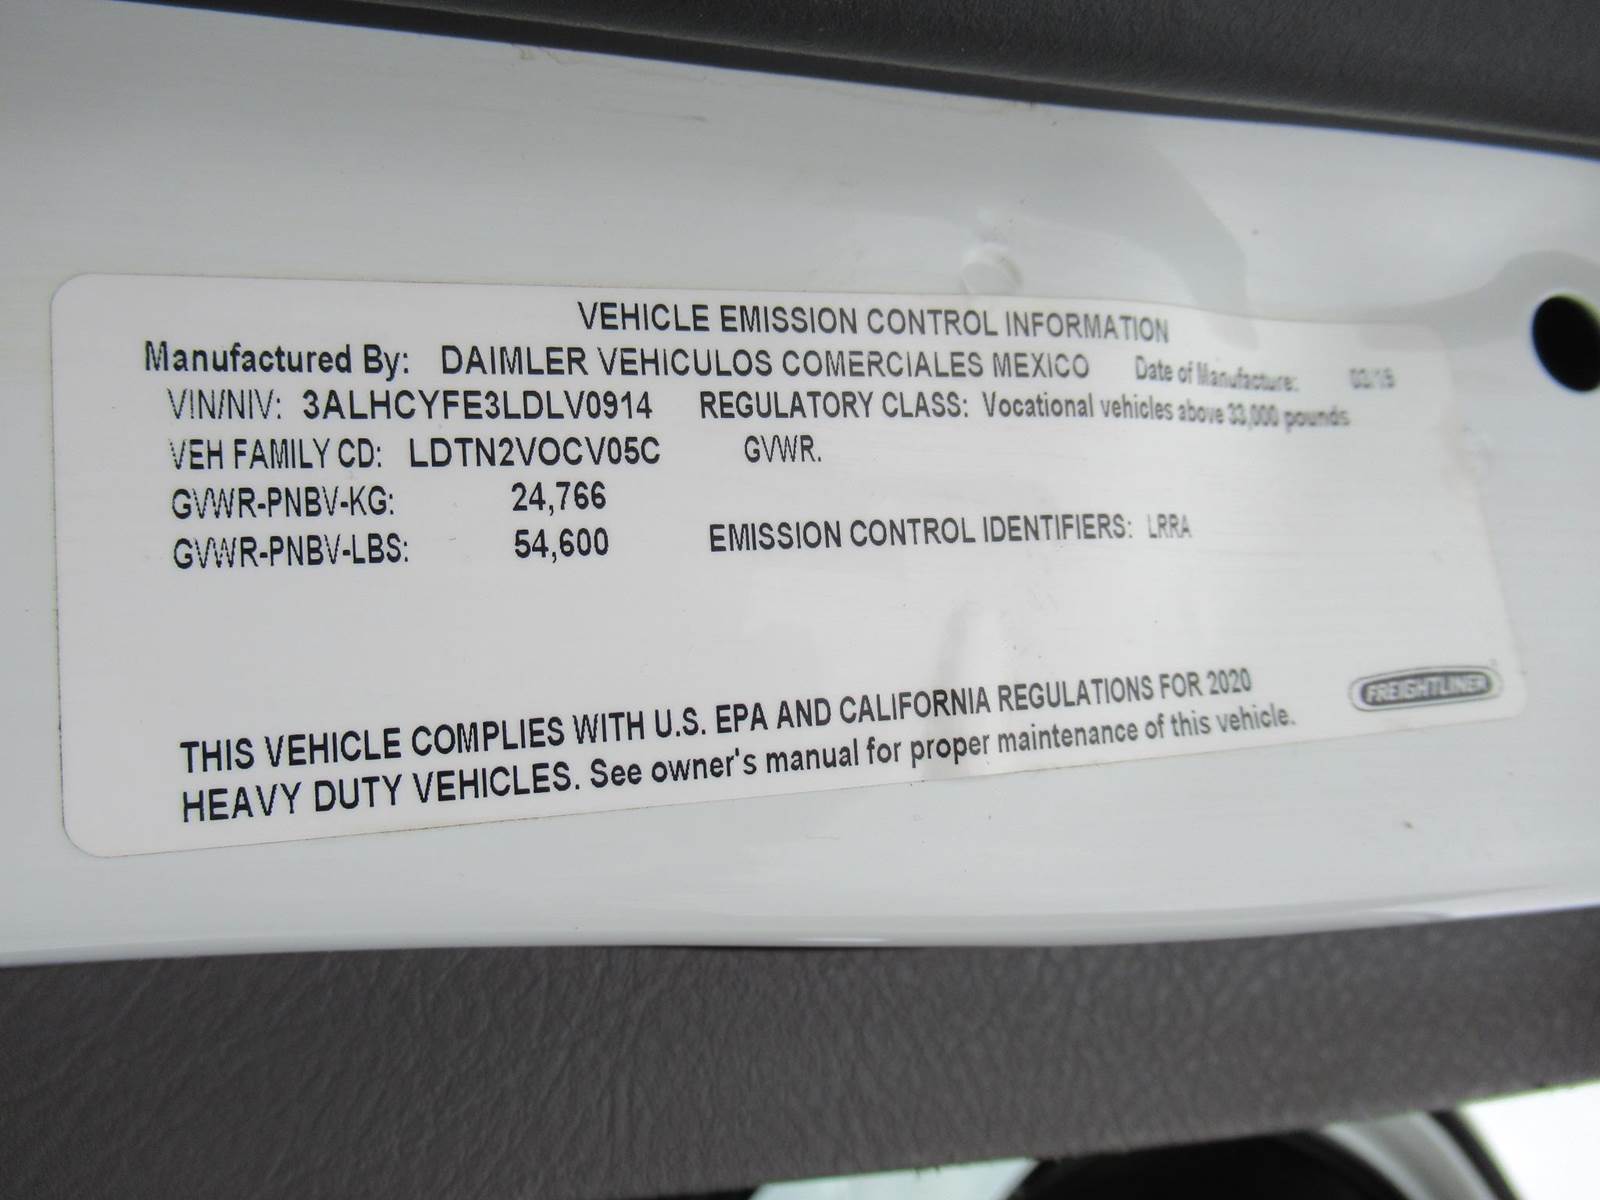 VEHICLE EMISSION CONTROL INFORMATION
Manufactured By: DAIMLER VEHICULOS COMERCIALES MEXICO Date of Manufacture:
VIN/NIV: 3ALHCYFE3LDLV0914 REGULATORY CLASS: Vocational vehicles above 33,000 pounds
VEH FAMILY CD: LDTN2VOCV05C GVWR.
GVWR-PNBV-KG: 24,766
GVWR-PNBV-LBS: 54,600 EMISSION CONTROL IDENTIFIERS: LRRA
THIS VEHICLE COMPLIES WITH U.S. EPA AND CALIFORNIA REGULATIONS FOR 2020
HEAVY DUTY VEHICLES. See owner's manual for proper maintenance of this vehicle.
FREIGHTLINER